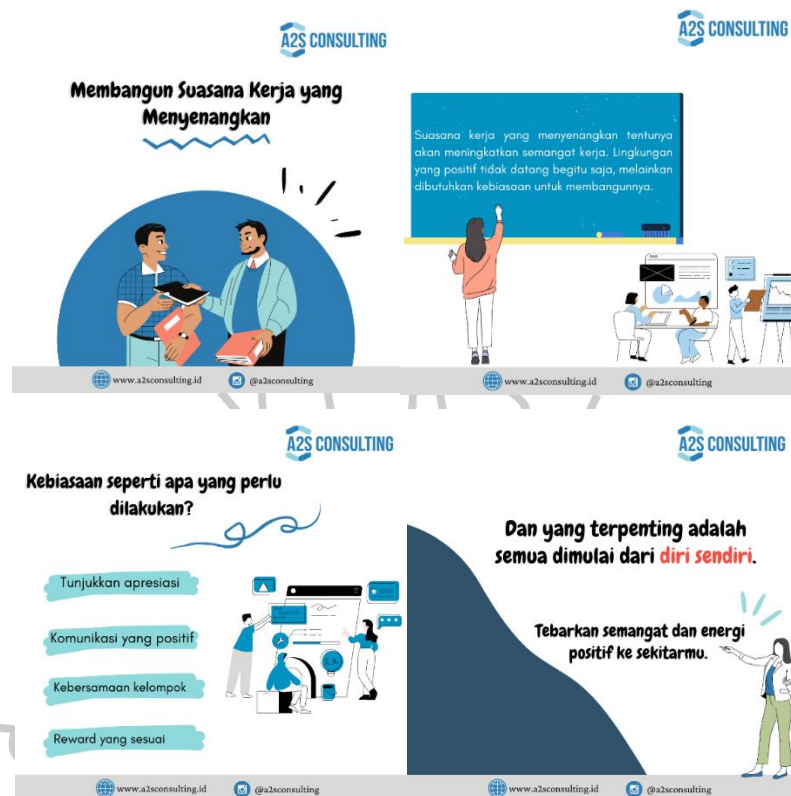 A2S CONSULTING
Membangun Suasana Kerja yang
Menyenangkan
www.a2sconsulting.id @a2sconsulting
A2S CONSULTING
Suasana kerja yang menyenangkan tentunya
akan meningkatkan semangat kerja. Lingkungan
yang positif tidak datang begitu saja, melainkan
dibutuhkan kebiasaan untuk membangunnya.
www.a2sconsulting.id @a2sconsulting
A2S CONSULTING
Kebiasaan seperti apa yang perlu
dilakukan?
Tunjukkan apresiasi
Komunikasi yang positif
Kebersamaan kelompok
Reward yang sesuai
www.a2sconsulting.id @a2sconsulting
A2S CONSULTING
Dan yang terpenting adalah
semua dimulai dari diri sendiri.
Tebarkan semangat dan energi
positif ke sekitarmu.
www.a2sconsulting.id @a2sconsulting